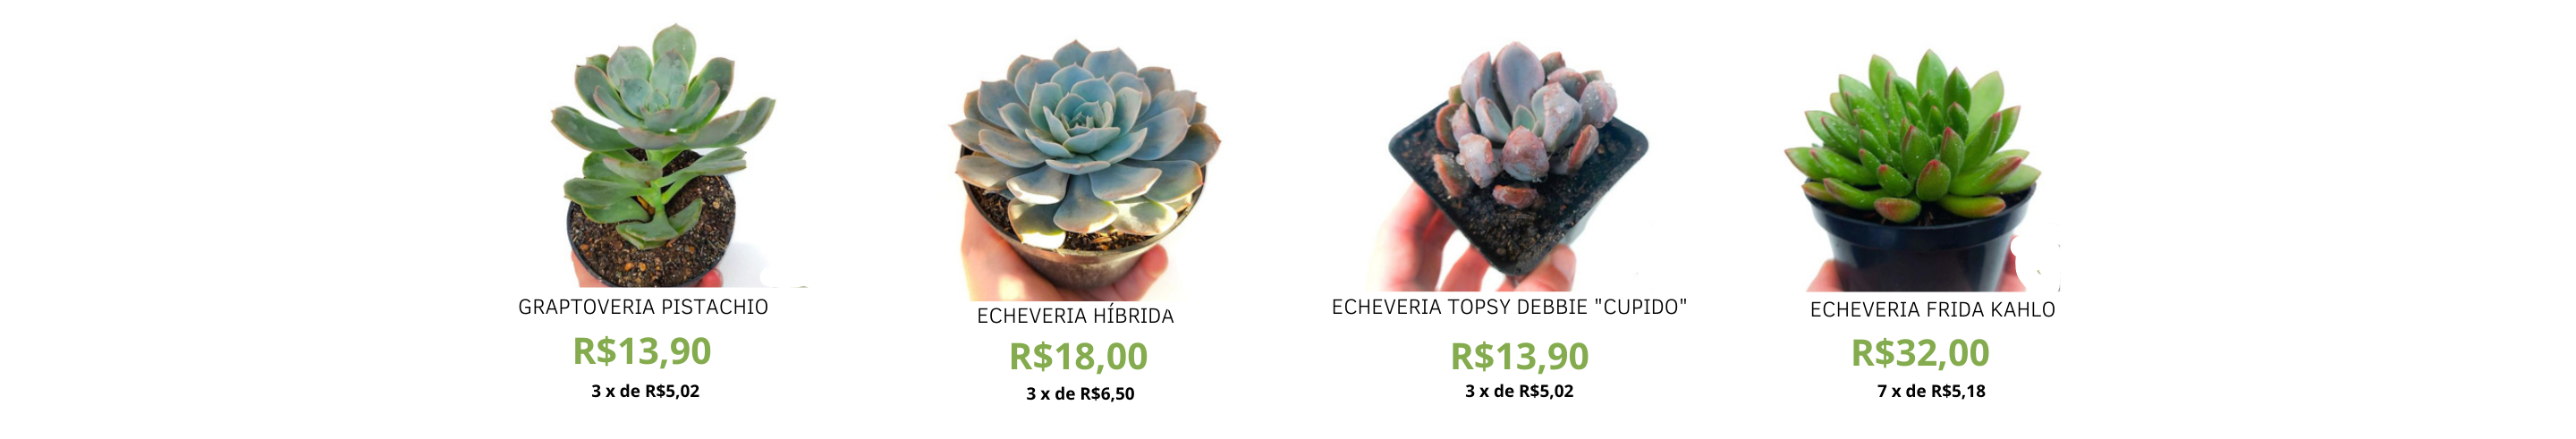 GRAPTOVERIA PISTACHIO
R$13,90
3 x de R$5,02
ECHEVERIA HÍBRIDA
R$18,00
3 x de R$6,50
ECHEVERIA TOPSY DEBBIE "CUPIDO"
R$13,90
3 x de R$5,02
ECHEVERIA FRIDA KAHLO
R$32,00
7 x de R$5,18